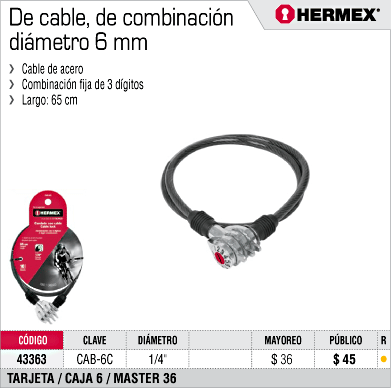 De cable, de combinación
diámetro 6 mm
HERMEX®
› Cable de acero
› Combinación fija de 3 dígitos
› Largo: 65 cm
HERMEX
CÓDIGO CLAVE DIÁMETRO MAYOREO PÚBLICO R
43363 CAB-6C 1/4" $ 36 $ 45 •
TARJETA / CAJA 6 / MASTER 36